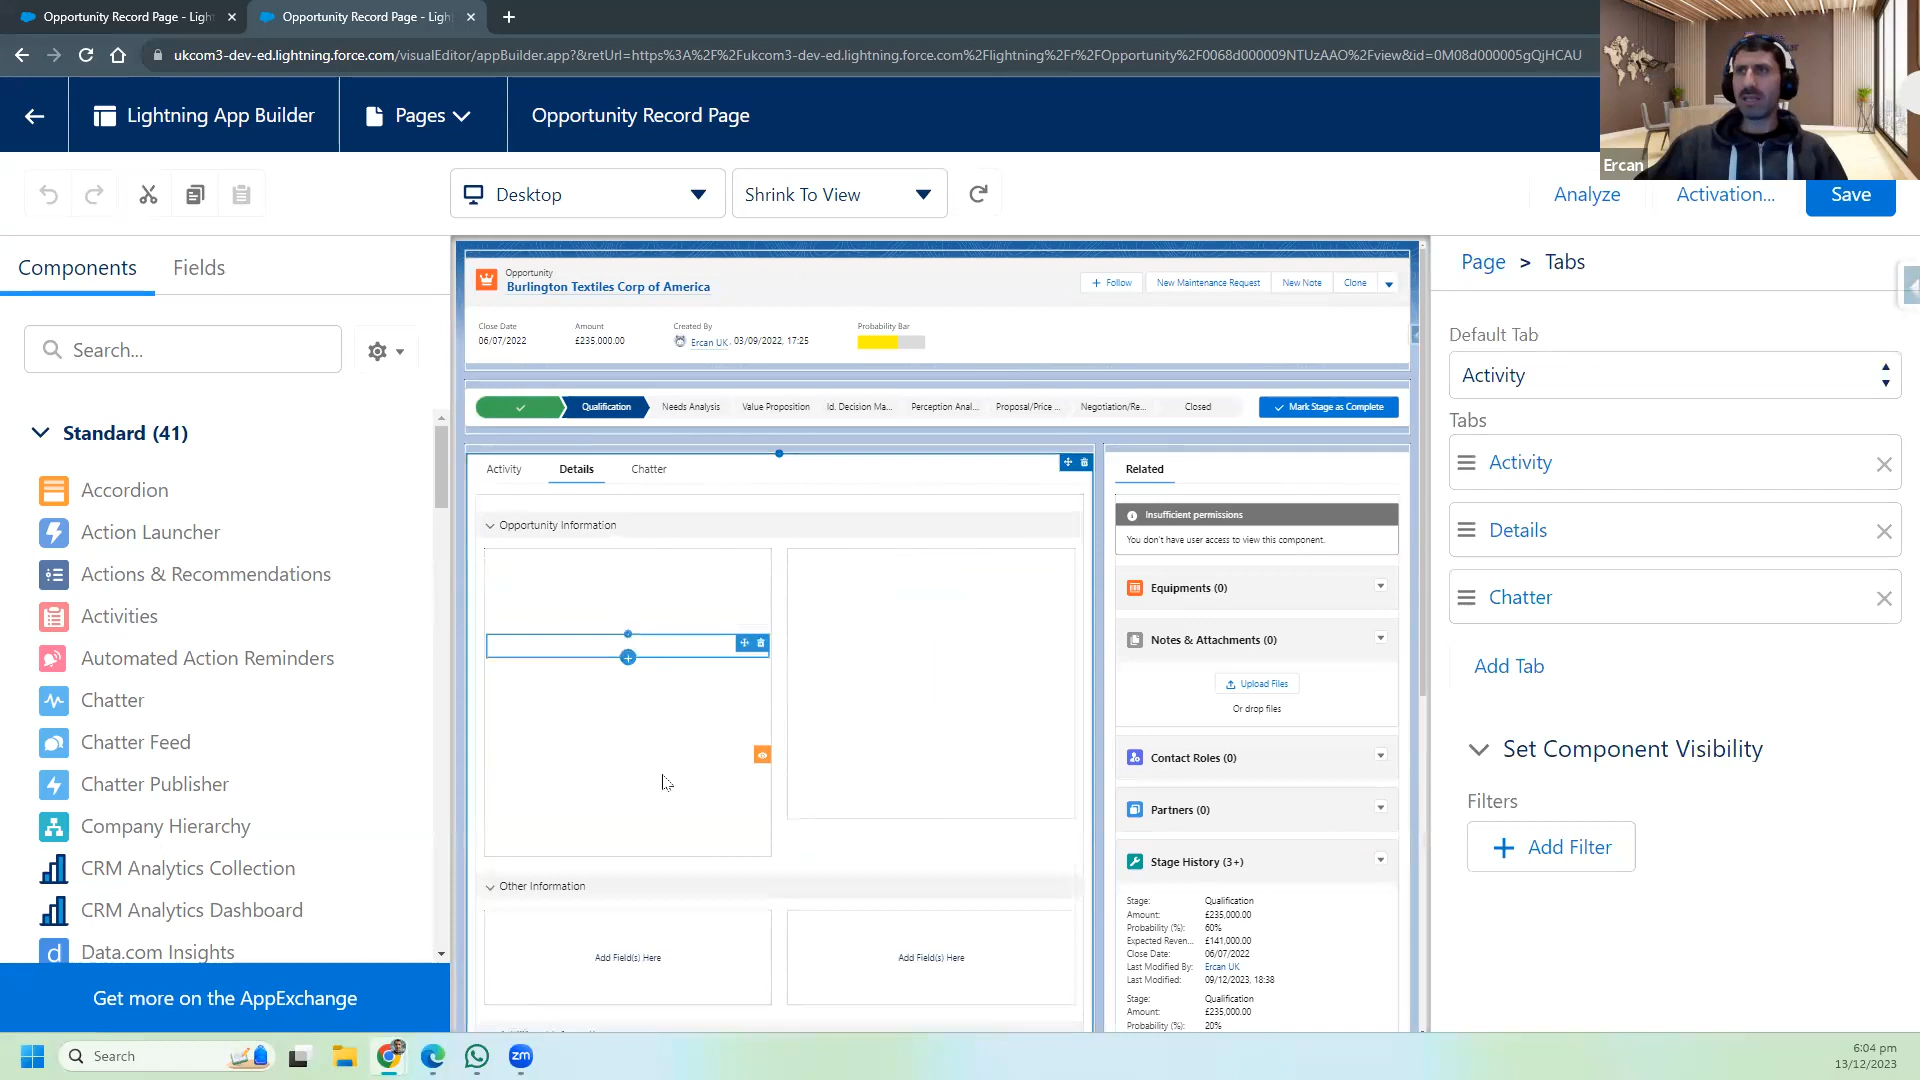 Opportunity Record Page - Light
Opportunity Record Page - Light
ukcom3-dev-ed.lightning.force.com/visualEditor/appBuilder.app?&retUrl=https%3A%2F%2Fukcom3-dev-ed.lightning.force.com%2Flightning%2Fr%2FOpportunity%2F0068d000009NTUzAAO%2Fview&id=0M08d000005gQjHCAU
Lightning App Builder
Pages
Opportunity Record Page
Ercan
Desktop
Shrink To View
Analyze
Activation...
Save
Components
Fields
Search...
Standard (41)
Accordion
Action Launcher
Actions & Recommendations
Activities
Automated Action Reminders
Chatter
Chatter Feed
Chatter Publisher
Company Hierarchy
CRM Analytics Collection
CRM Analytics Dashboard
Data.com Insights
Get more on the AppExchange
Opportunity
Burlington Textiles Corp of America
Follow
New Maintenance Request
New Note
Clone
Close Date
Amount
Created By
Probability Bar
06/07/2022
£235,000.00
Ercan UK, 03/09/2022, 17:25
Qualification
Needs Analysis
Value Proposition
Id. Decision Ma...
Perception Anal...
Proposal/Price ...
Negotiation/Re...
Closed
Mark Stage as Complete
Activity
Details
Chatter
Opportunity Information
Other Information
Add Field(s) Here
Add Field(s) Here
Related
Insufficient permissions
You don't have user access to view this component.
Equipments (0)
Notes & Attachments (0)
Upload Files
Or drop files
Contact Roles (0)
Partners (0)
Stage History (3+)
Stage: Qualification
Amount: £235,000.00
Probability (%): 60%
Expected Reven... £141,000.00
Close Date: 06/07/2022
Last Modified By: Ercan UK
Last Modified: 09/12/2023, 18:38
Stage: Qualification
Amount: £235,000.00
Probability (%): 20%
Page > Tabs
Default Tab
Activity
Tabs
Activity
Details
Chatter
Add Tab
Set Component Visibility
Filters
Add Filter
Search
zm
6:04 pm
13/12/2023